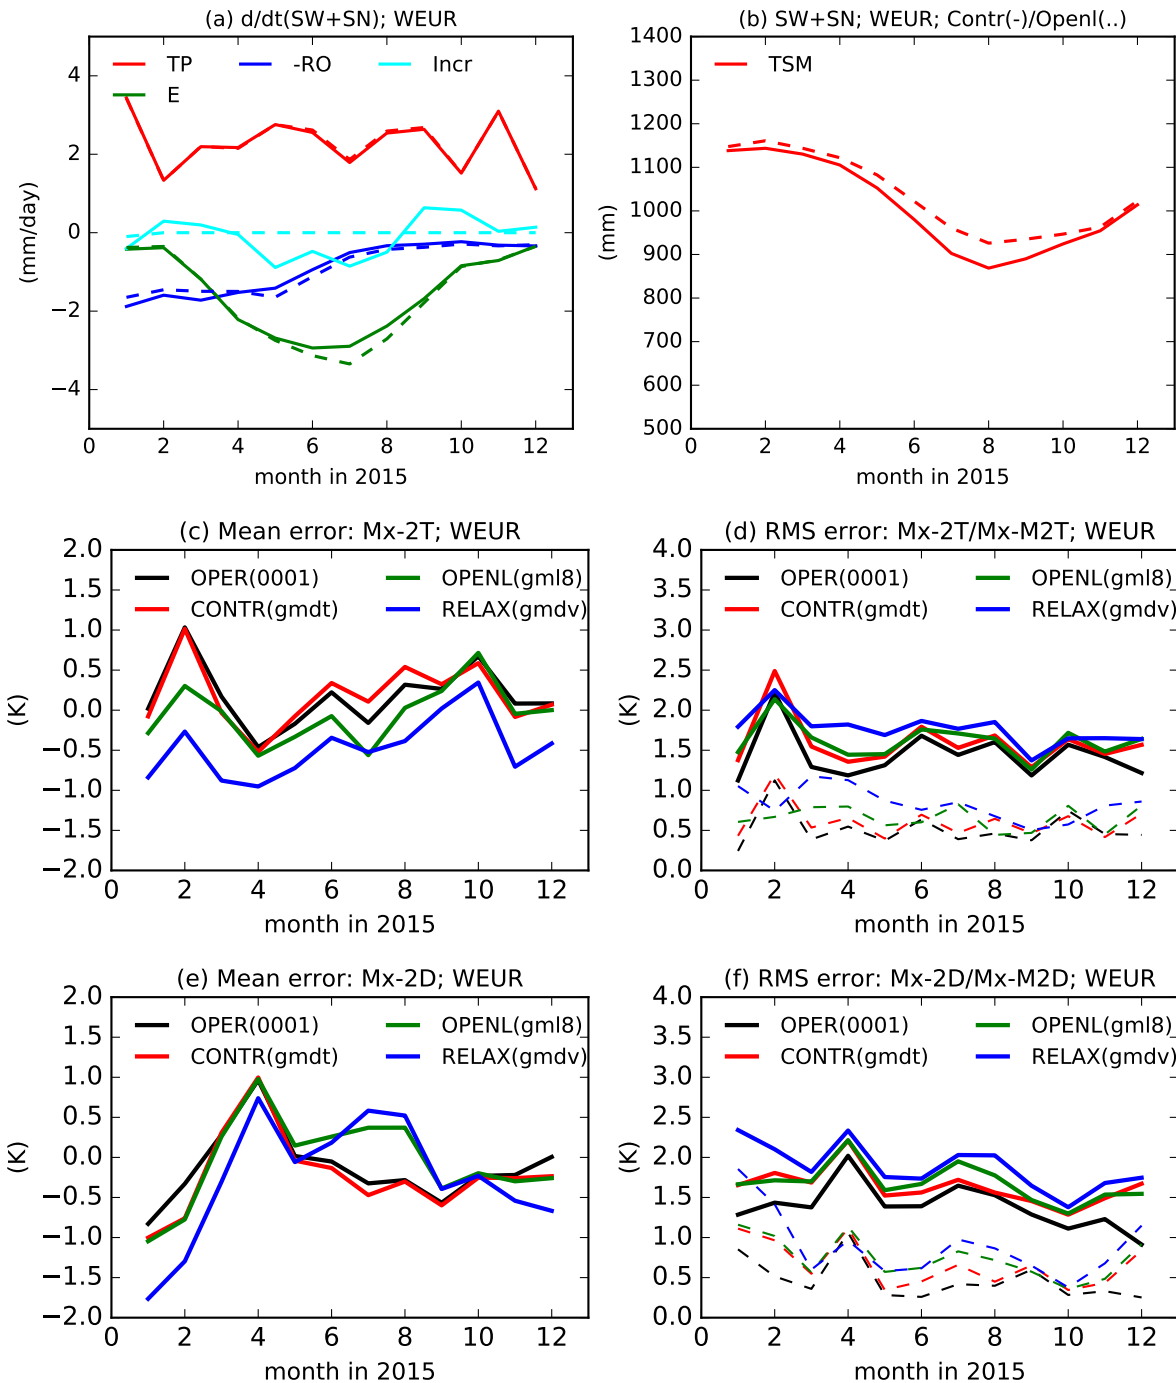 (a) d/dt(SW+SN); WEUR
TP -RO Incr
E
4
2
0
−2
−4
(mm/day)
0 2 4 6 8 10 12
month in 2015
(b) SW+SN; WEUR; Contr(-)/Openl(..)
TSM
1400
1300
1200
1100
1000
900
800
700
600
500
(mm)
0 2 4 6 8 10 12
month in 2015
(c) Mean error: Mx-2T; WEUR
OPER(0001) OPENL(gml8)
CONTR(gmdt) RELAX(gmdv)
2.0
1.5
1.0
0.5
0.0
−0.5
−1.0
−1.5
−2.0
(K)
0 2 4 6 8 10 12
month in 2015
(d) RMS error: Mx-2T/Mx-M2T; WEUR
OPER(0001) OPENL(gml8)
CONTR(gmdt) RELAX(gmdv)
4.0
3.5
3.0
2.5
2.0
1.5
1.0
0.5
0.0
(K)
0 2 4 6 8 10 12
month in 2015
(e) Mean error: Mx-2D; WEUR
OPER(0001) OPENL(gml8)
CONTR(gmdt) RELAX(gmdv)
2.0
1.5
1.0
0.5
0.0
−0.5
−1.0
−1.5
−2.0
(K)
0 2 4 6 8 10 12
month in 2015
(f) RMS error: Mx-2D/Mx-M2D; WEUR
OPER(0001) OPENL(gml8)
CONTR(gmdt) RELAX(gmdv)
4.0
3.5
3.0
2.5
2.0
1.5
1.0
0.5
0.0
(K)
0 2 4 6 8 10 12
month in 2015